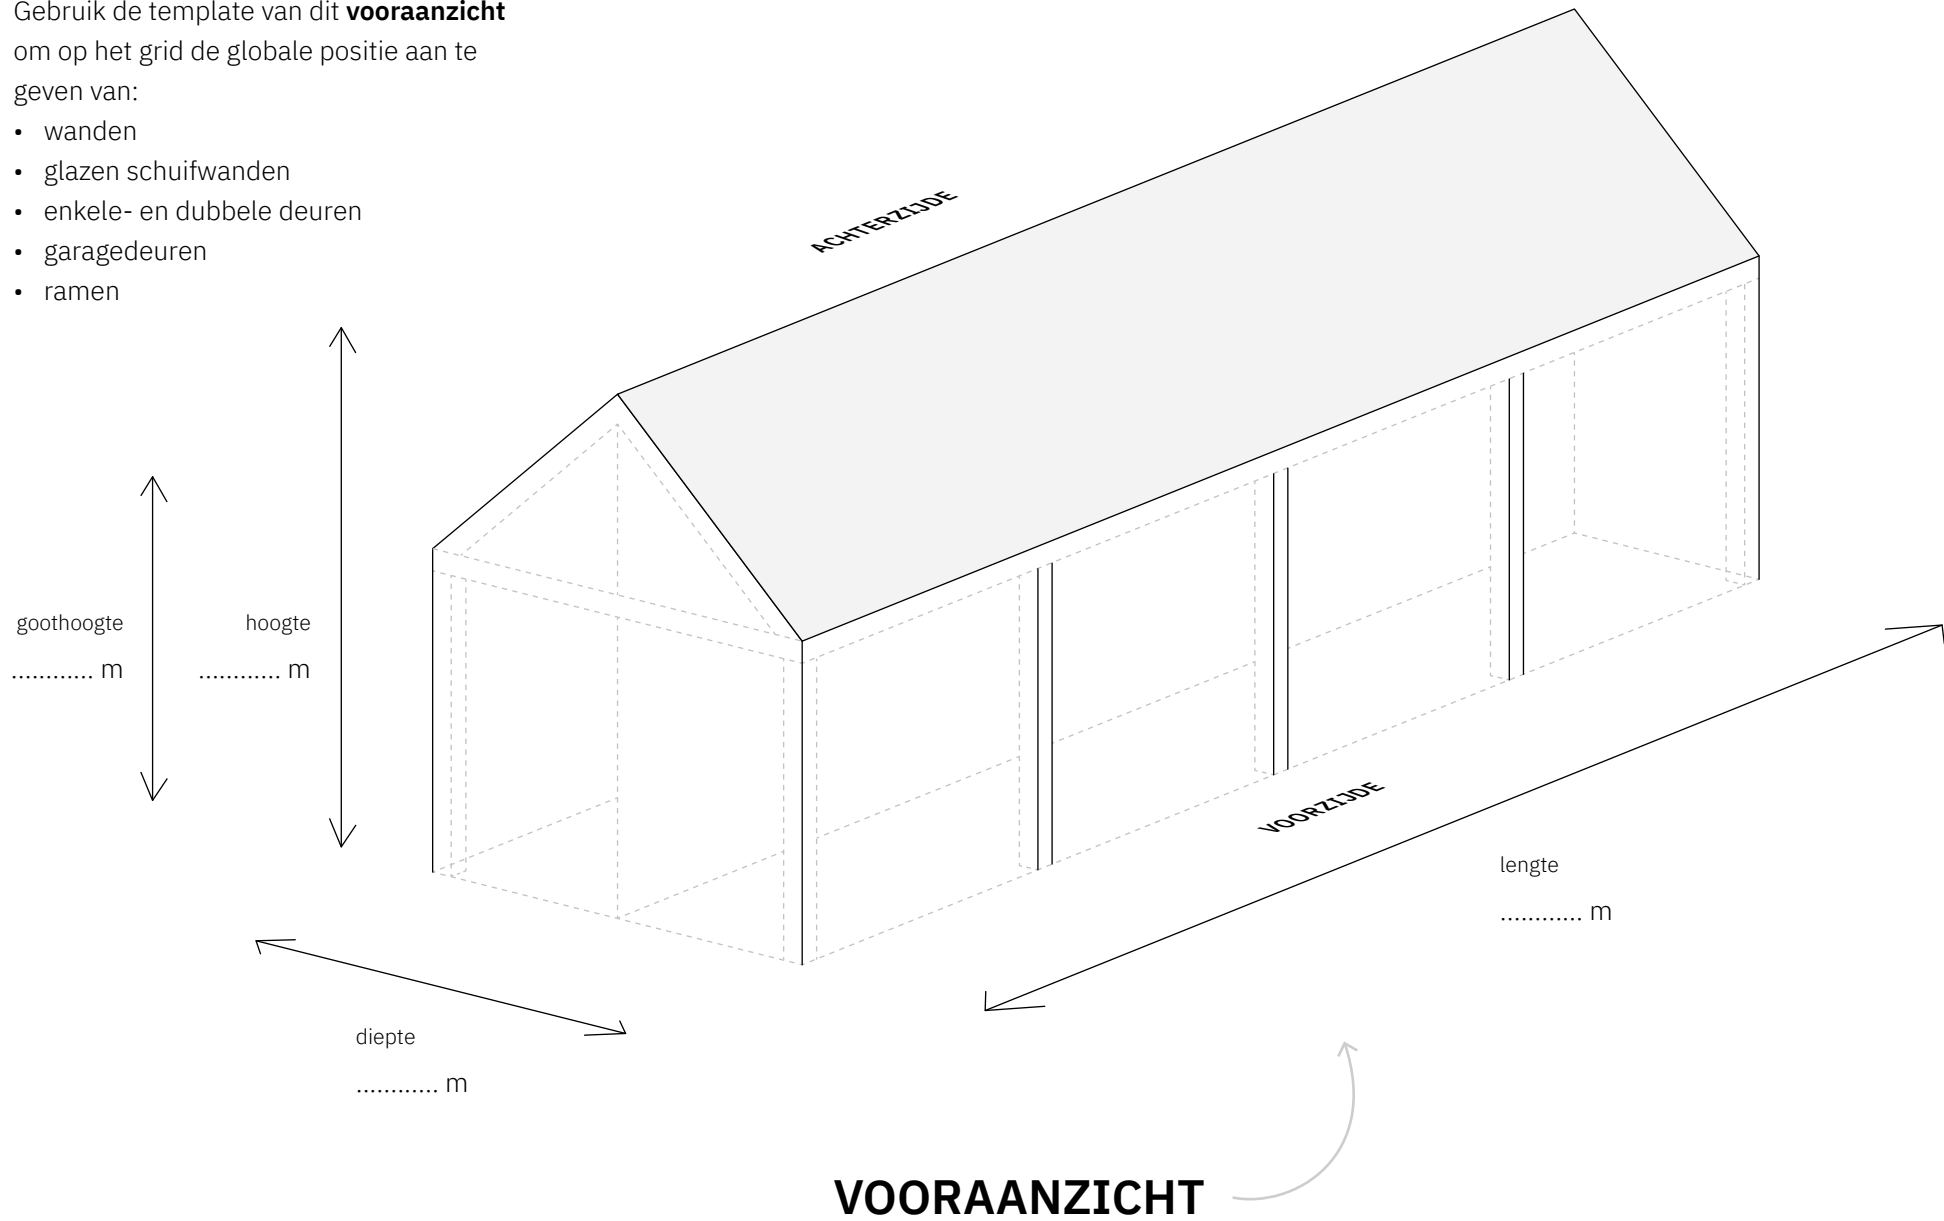 Gebruik de template van dit vooraanzicht
om op het grid de globale positie aan te
geven van:
• wanden
• glazen schuifwanden
• enkele- en dubbele deuren
• garagedeuren
• ramen
ACHTERZIJDE
goothoogte
............ m
hoogte
............ m
VOORZIJDE
lengte
............ m
diepte
............ m
VOORAANZICHT